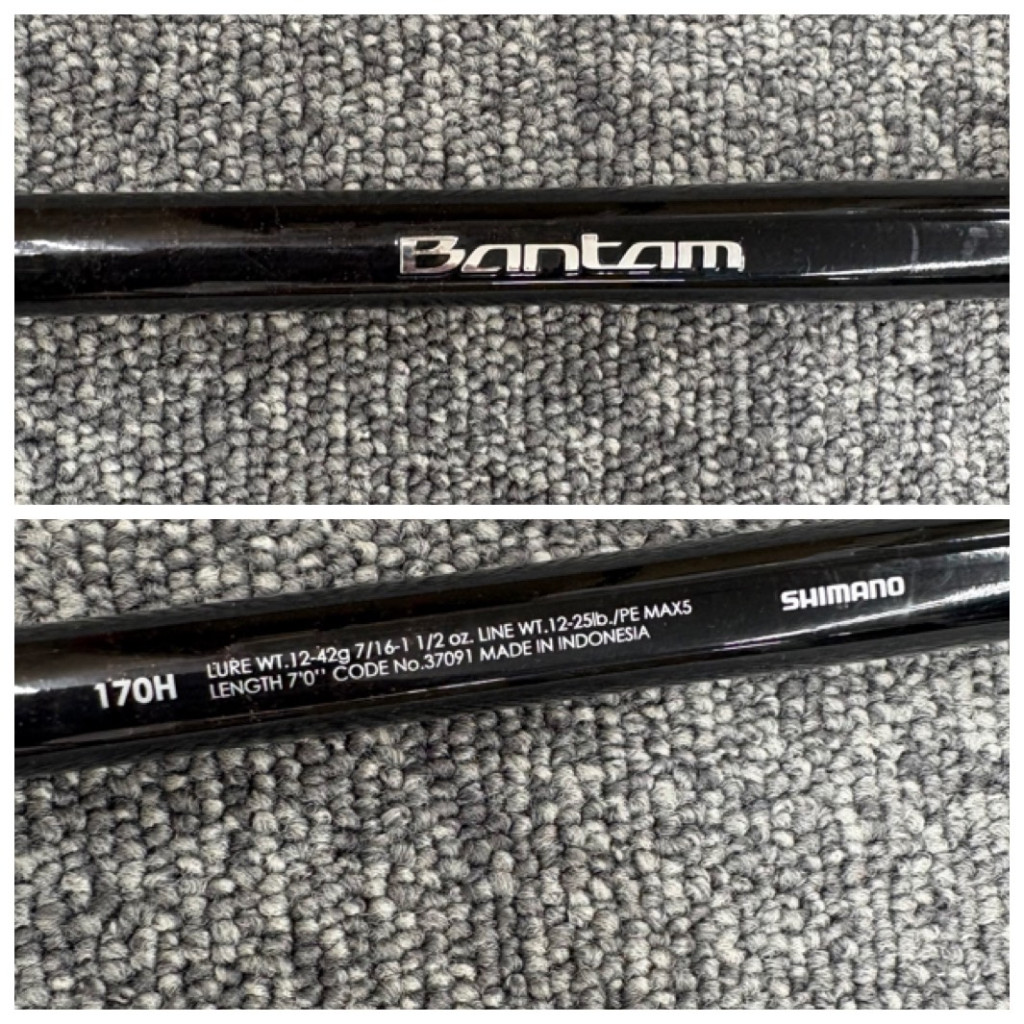 Bantam
170H
LURE WT.12-42g 7/16-1 1/2 oz. LINE WT.12-25lb./PE MAX5
LENGTH 7'0'' CODE No.37091 MADE IN INDONESIA
SHIMANO